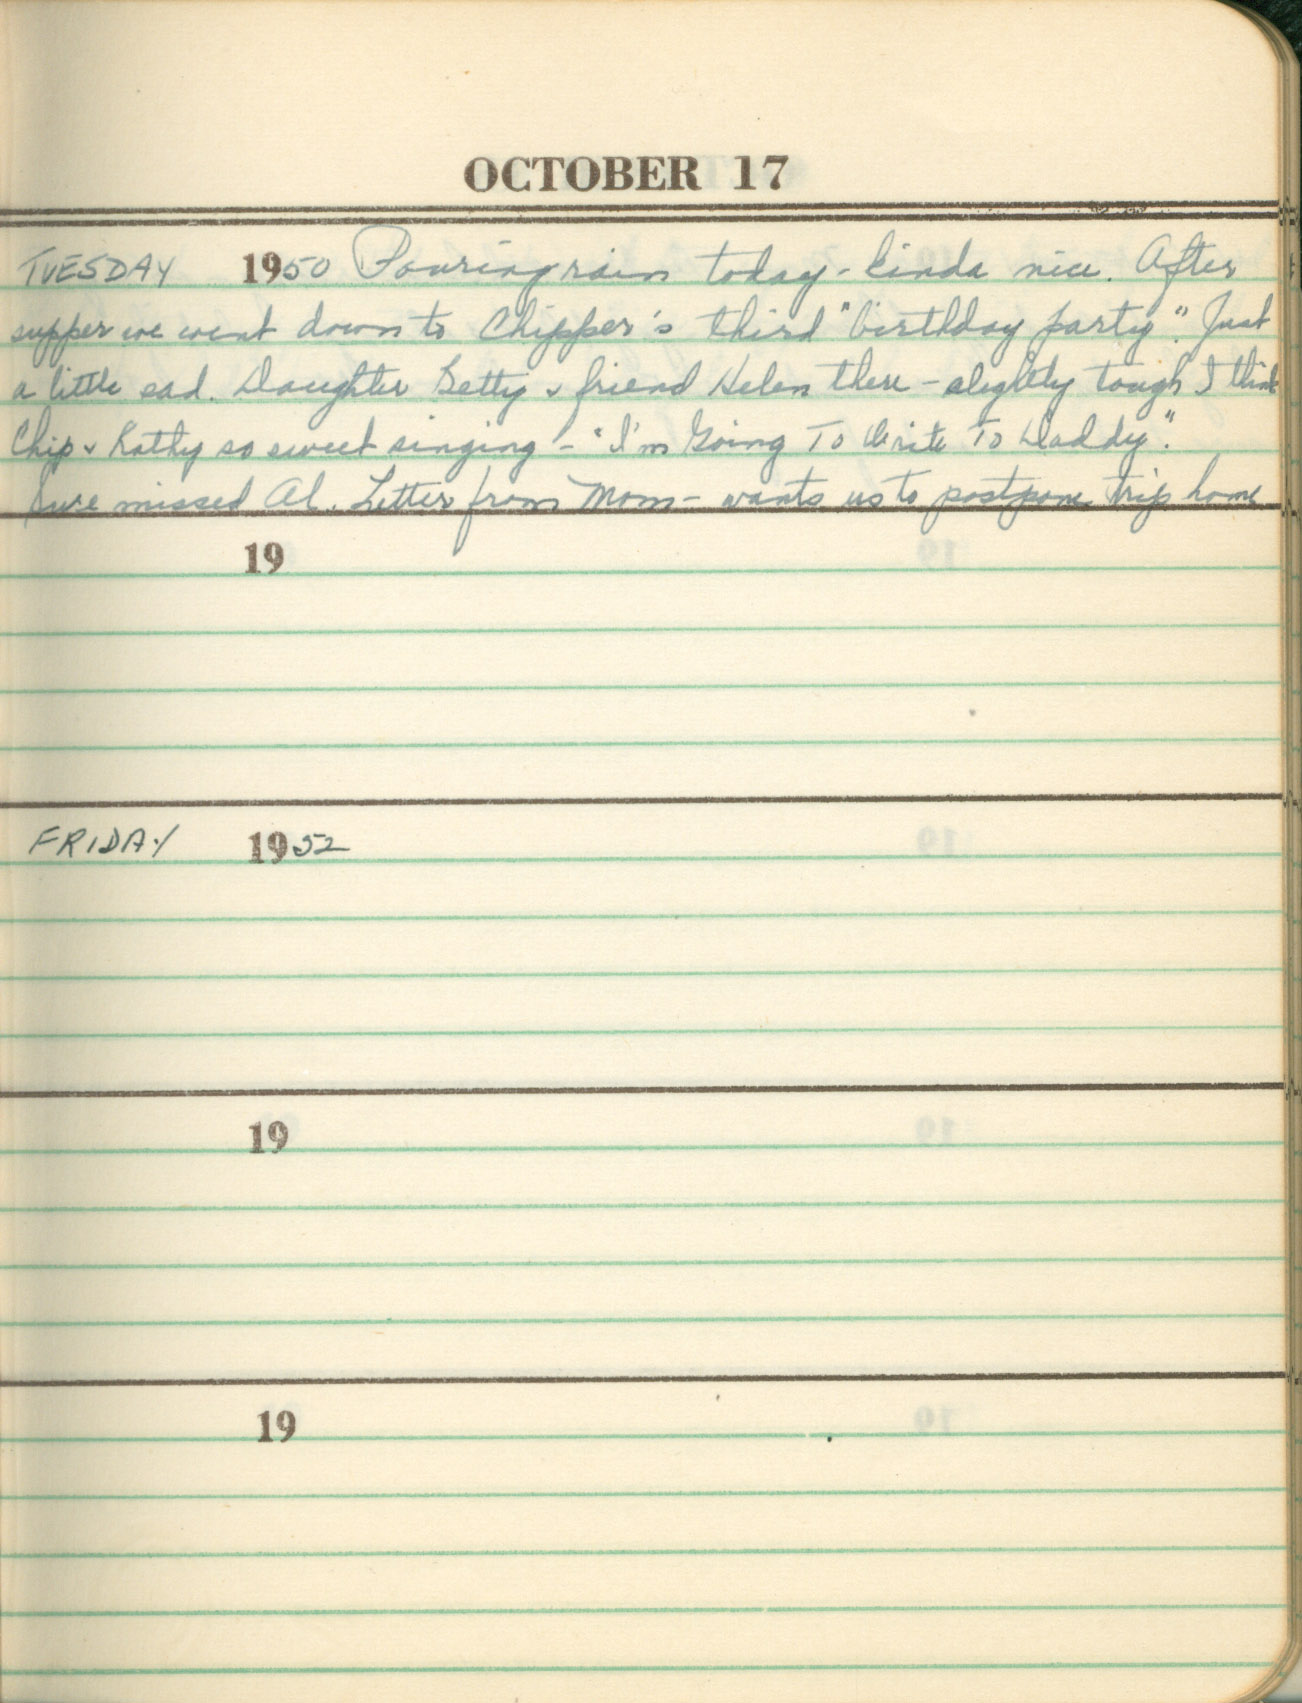 OCTOBER 17
TUESDAY 1950 Pouring rain today - kinda nice. After
supper we went down to Chipper's third "birthday party". Just
a little sad. Daughter Betty & friend Helen there - slightly tough I think
Chip & Kathy so sweet singing - "I'm Going To Write To Daddy".
Sure missed Al. Letter from Mom - wants us to postpone trip home
19
FRIDAY 1952
19
19